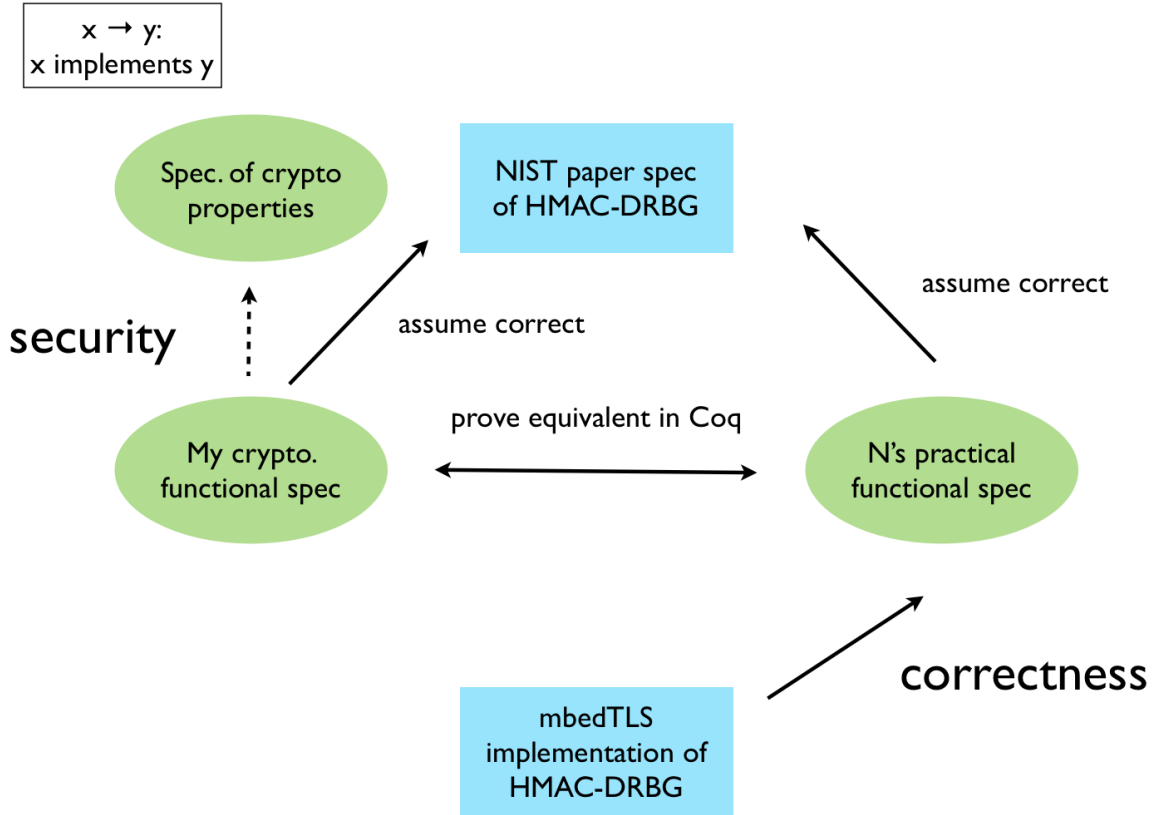 x → y:
x implements y
Spec. of crypto
properties
NIST paper spec
of HMAC-DRBG
assume correct
security
assume correct
prove equivalent in Coq
My crypto.
functional spec
N's practical
functional spec
correctness
mbedTLS
implementation of
HMAC-DRBG